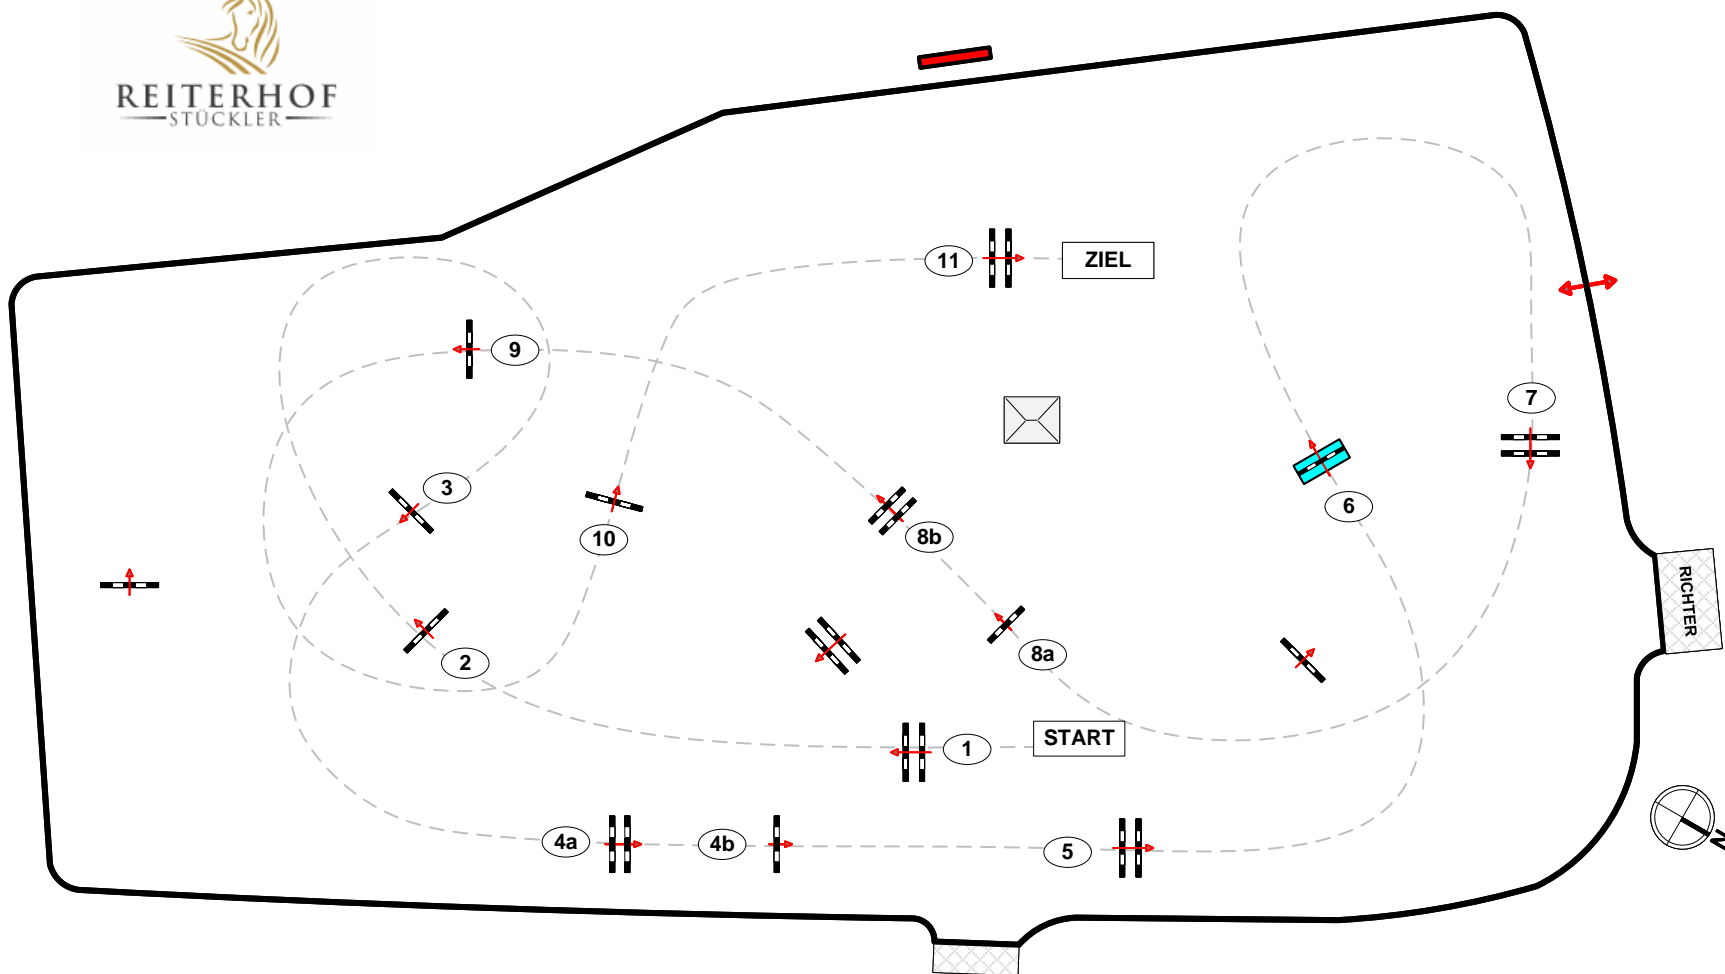 REITERHOF
STÜCKLER
11
ZIEL
9
7
3
6
10
8b
RICHTER
8a
2
1
START
4a
4b
5
N